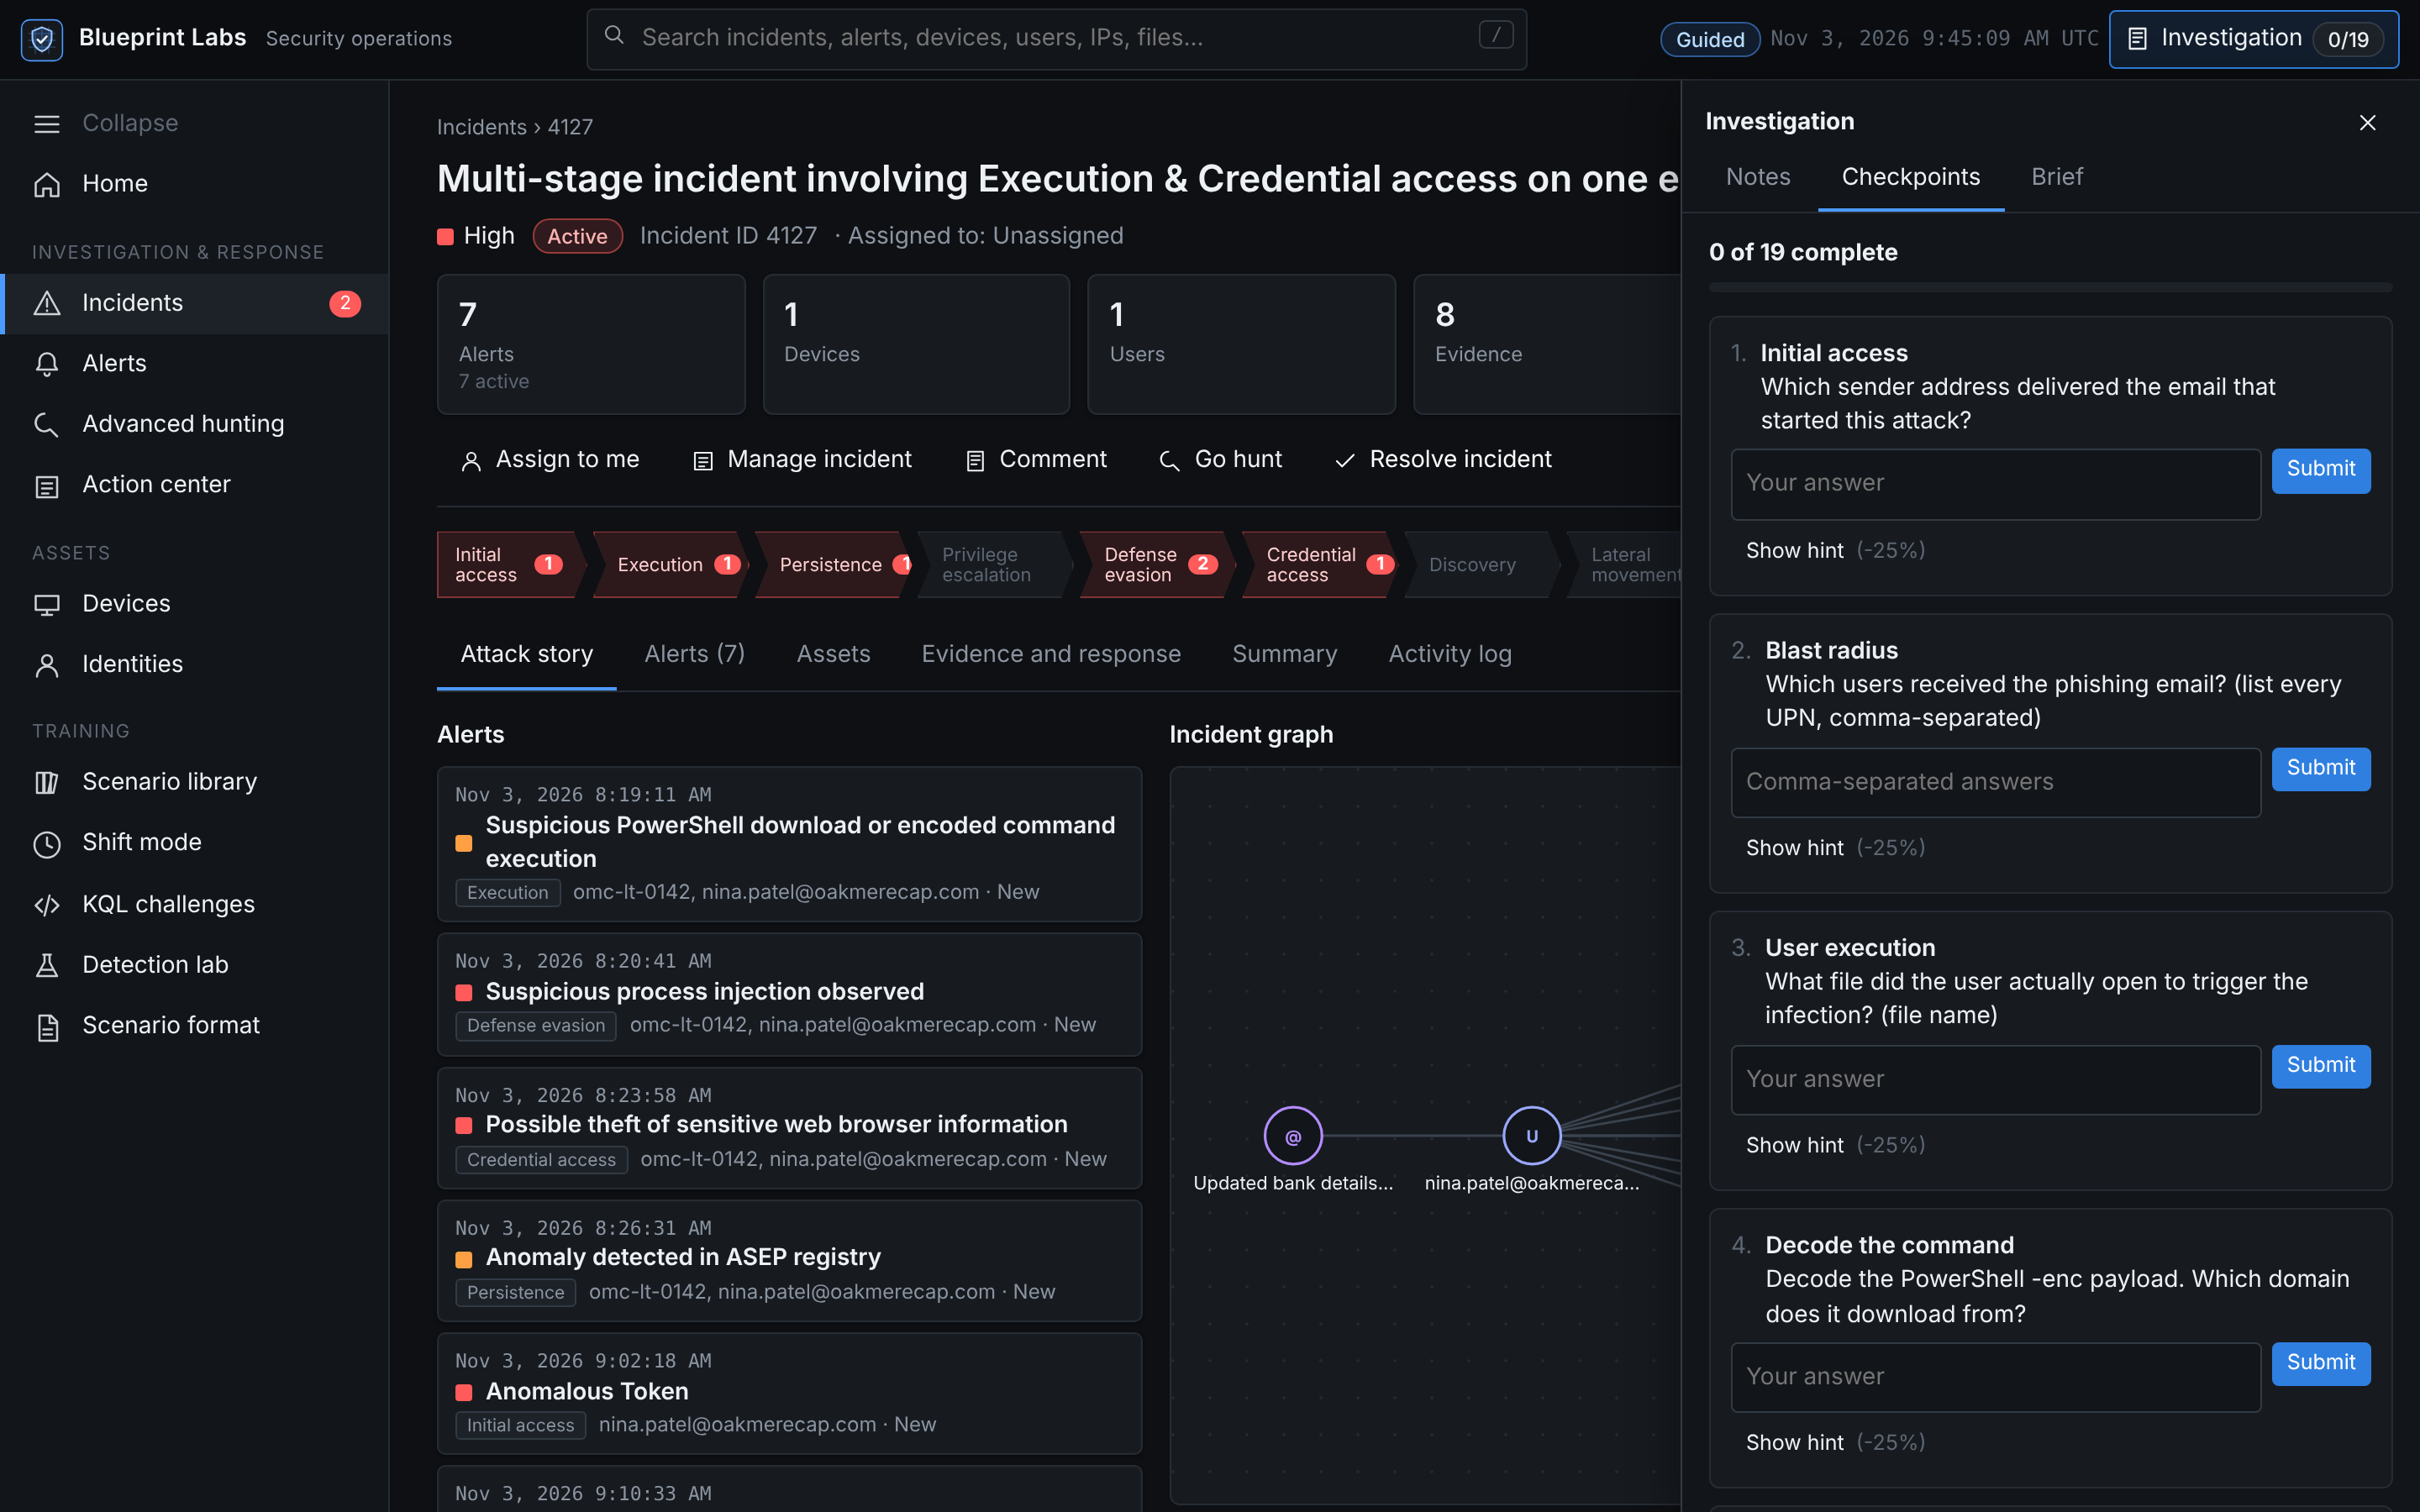 Blueprint Labs Security operations
Search incidents, alerts, devices, users, IPs, files... /
Guided Nov 3, 2026 9:45:09 AM UTC Investigation 0/19
Collapse
Home
INVESTIGATION & RESPONSE
Incidents 2
Alerts
Advanced hunting
Action center
ASSETS
Devices
Identities
TRAINING
Scenario library
Shift mode
KQL challenges
Detection lab
Scenario format
Incidents › 4127
Multi-stage incident involving Execution & Credential access on one e
High Active Incident ID 4127 · Assigned to: Unassigned
7
Alerts
7 active
1
Devices
1
Users
8
Evidence
Assign to me Manage incident Comment Go hunt Resolve incident
Initial access 1
Execution 1
Persistence 1
Privilege escalation
Defense evasion 2
Credential access 1
Discovery
Lateral movement
Attack story Alerts (7) Assets Evidence and response Summary Activity log
Alerts
Nov 3, 2026 8:19:11 AM
Suspicious PowerShell download or encoded command
execution
Execution omc-lt-0142, nina.patel@oakmerecap.com · New
Nov 3, 2026 8:20:41 AM
Suspicious process injection observed
Defense evasion omc-lt-0142, nina.patel@oakmerecap.com · New
Nov 3, 2026 8:23:58 AM
Possible theft of sensitive web browser information
Credential access omc-lt-0142, nina.patel@oakmerecap.com · New
Nov 3, 2026 8:26:31 AM
Anomaly detected in ASEP registry
Persistence omc-lt-0142, nina.patel@oakmerecap.com · New
Nov 3, 2026 9:02:18 AM
Anomalous Token
Initial access nina.patel@oakmerecap.com · New
Nov 3, 2026 9:10:33 AM
Incident graph
@
Updated bank details...
U
nina.patel@oakmereca...
Investigation
Notes Checkpoints Brief
0 of 19 complete
1. Initial access
Which sender address delivered the email that
started this attack?
Your answer Submit
Show hint (-25%)
2. Blast radius
Which users received the phishing email? (list every
UPN, comma-separated)
Comma-separated answers Submit
Show hint (-25%)
3. User execution
What file did the user actually open to trigger the
infection? (file name)
Your answer Submit
Show hint (-25%)
4. Decode the command
Decode the PowerShell -enc payload. Which domain
does it download from?
Your answer Submit
Show hint (-25%)